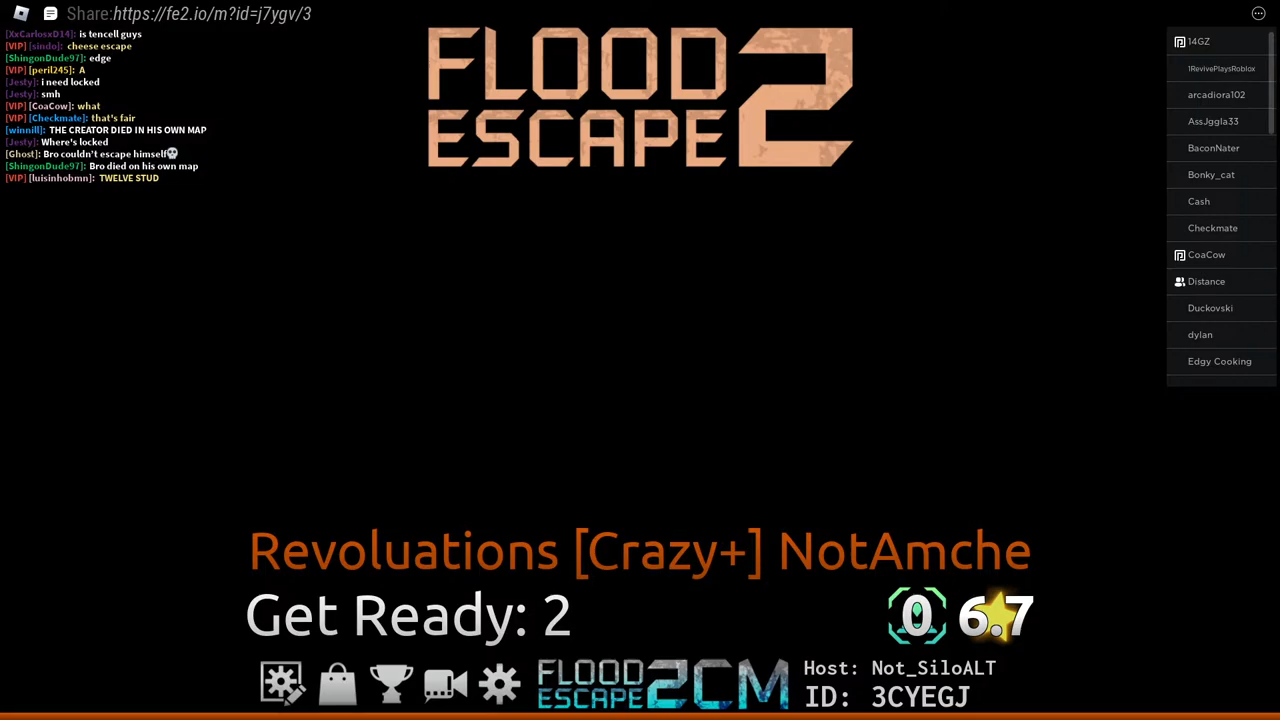 Share:https://fe2.io/m?id=j7ygv/3
[XxCarlosxD14]: is tencell guys
[VIP] [sindo]: cheese escape
[ShingonDude97]: edge
[VIP] [peril245]: A
[Jesty]: i need locked
[Jesty]: smh
[VIP] [CoaCow]: what
[VIP] [Checkmate]: that's fair
[winnill]: THE CREATOR DIED IN HIS OWN MAP
[Jesty]: Where's locked
[Ghost]: Bro couldn't escape himself💀
[ShingonDude97]: Bro died on his own map
[VIP] [luisinhobmn]: TWELVE STUD
FLOOD
ESCAPE 2
14GZ
1RevivePlaysRoblox
arcadiora102
AssJggla33
BaconNater
Bonky_cat
Cash
Checkmate
CoaCow
Distance
Duckovski
dylan
Edgy Cooking
Revoluations [Crazy+] NotAmche
Get Ready: 2
0 6.7
FLOOD
ESCAPE 2CM
Host: Not_SiloALT
ID: 3CYEGJ